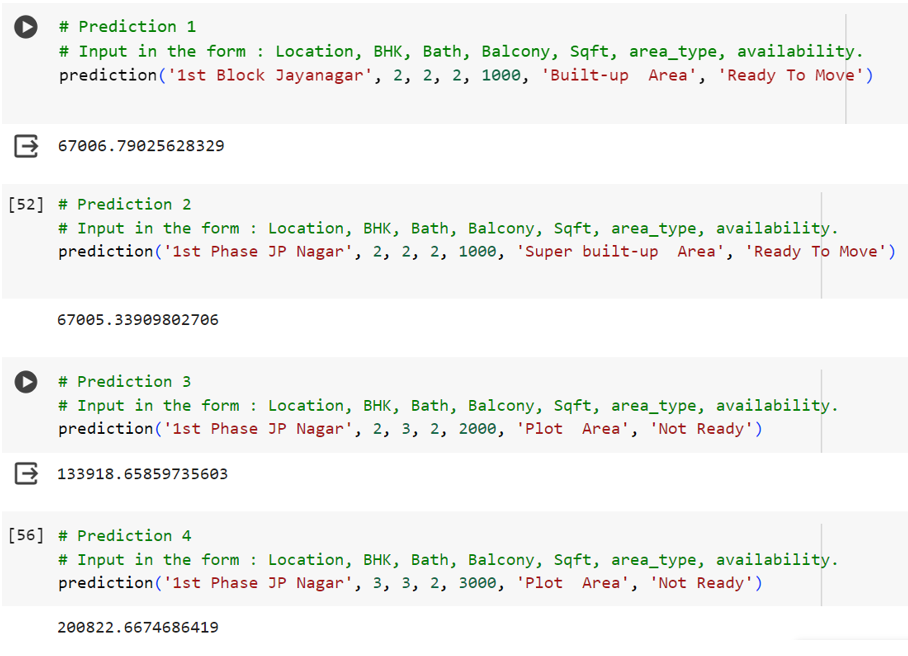 # Prediction 1
# Input in the form : Location, BHK, Bath, Balcony, Sqft, area_type, availability.
prediction('1st Block Jayanagar', 2, 2, 2, 1000, 'Built-up  Area', 'Ready To Move')
67006.79025628329
[52] # Prediction 2
# Input in the form : Location, BHK, Bath, Balcony, Sqft, area_type, availability.
prediction('1st Phase JP Nagar', 2, 2, 2, 1000, 'Super built-up  Area', 'Ready To Move')
67005.33909802706
# Prediction 3
# Input in the form : Location, BHK, Bath, Balcony, Sqft, area_type, availability.
prediction('1st Phase JP Nagar', 2, 3, 2, 2000, 'Plot  Area', 'Not Ready')
133918.65859735603
[56] # Prediction 4
# Input in the form : Location, BHK, Bath, Balcony, Sqft, area_type, availability.
prediction('1st Phase JP Nagar', 3, 3, 2, 3000, 'Plot  Area', 'Not Ready')
200822.6674686419